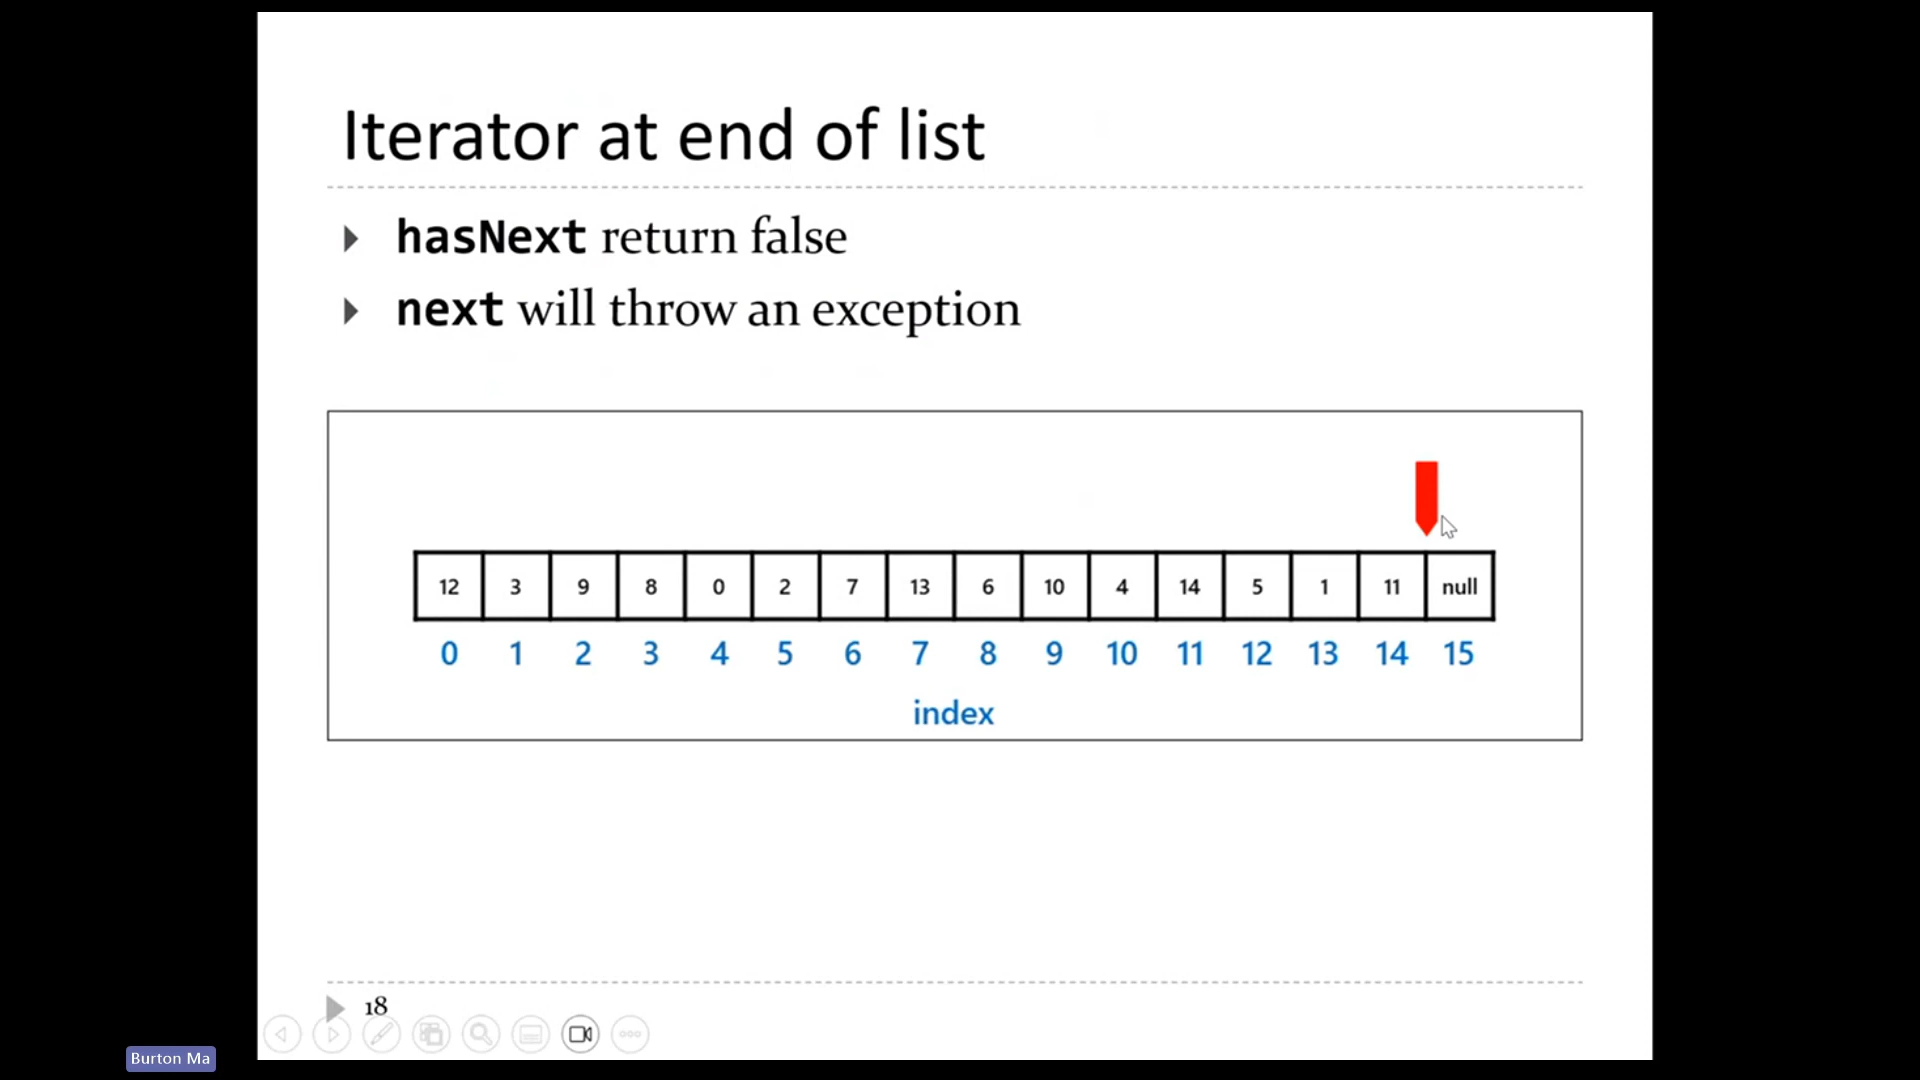 Iterator at end of list
hasNext return false
next will throw an exception
12 3 9 8 0 2 7 13 6 10 4 14 5 1 11 null
0 1 2 3 4 5 6 7 8 9 10 11 12 13 14 15
index
18
Burton Ma